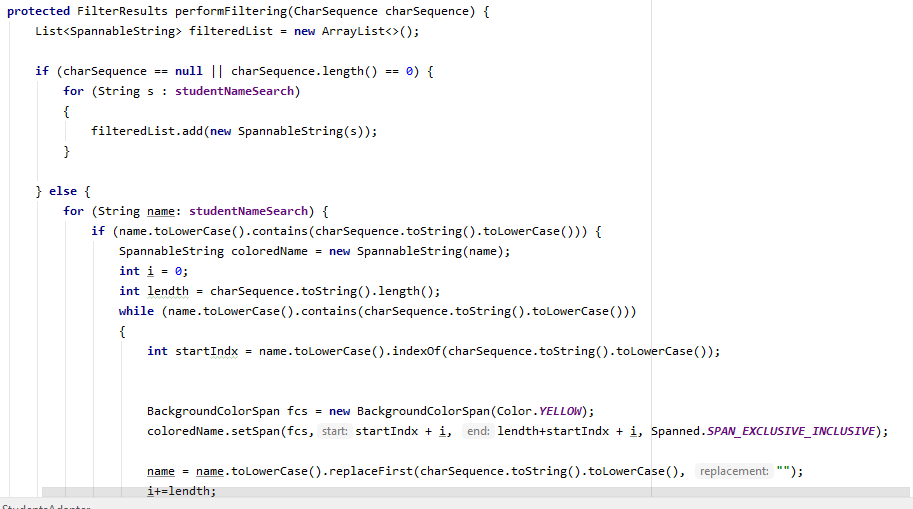 protected FilterResults performFiltering(CharSequence charSequence) {
List<SpannableString> filteredList = new ArrayList<>();
if (charSequence == null || charSequence.length() == 0) {
for (String s : studentNameSearch)
{
filteredList.add(new SpannableString(s));
}
} else {
for (String name: studentNameSearch) {
if (name.toLowerCase().contains(charSequence.toString().toLowerCase())) {
SpannableString coloredName = new SpannableString(name);
int i = 0;
int lendth = charSequence.toString().length();
while (name.toLowerCase().contains(charSequence.toString().toLowerCase()))
{
int startIndx = name.toLowerCase().indexOf(charSequence.toString().toLowerCase());
BackgroundColorSpan fcs = new BackgroundColorSpan(Color.YELLOW);
coloredName.setSpan(fcs, start: startIndx + i, end: lendth+startIndx + i, Spanned.SPAN_EXCLUSIVE_INCLUSIVE);
name = name.toLowerCase().replaceFirst(charSequence.toString().toLowerCase(), replacement: "");
i+=lendth;